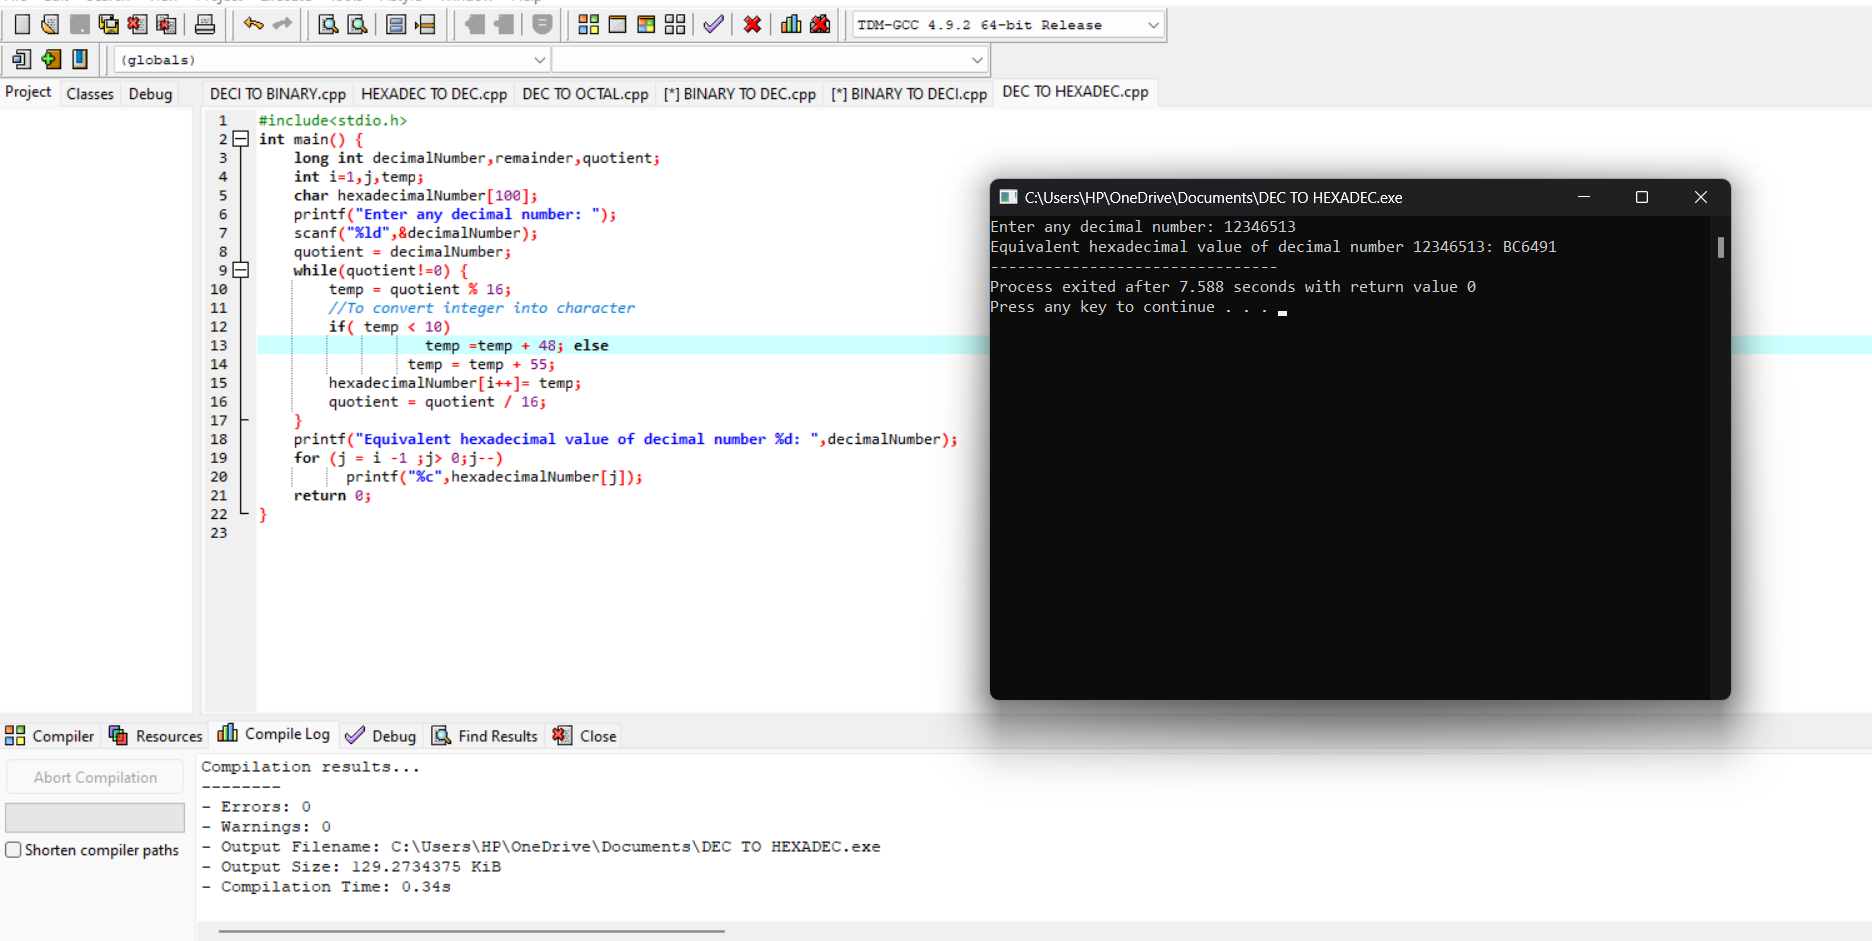 TDM-GCC 4.9.2 64-bit Release
(globals)
Project Classes Debug
DECI TO BINARY.cpp HEXADEC TO DEC.cpp DEC TO OCTAL.cpp [*] BINARY TO DEC.cpp [*] BINARY TO DECI.cpp DEC TO HEXADEC.cpp
1 #include<stdio.h>
2 int main() {
3 long int decimalNumber,remainder,quotient;
4 int i=1,j,temp;
5 char hexadecimalNumber[100];
6 printf("Enter any decimal number: ");
7 scanf("%ld",&decimalNumber);
8 quotient = decimalNumber;
9 while(quotient!=0) {
10 temp = quotient % 16;
11 //To convert integer into character
12 if( temp < 10)
13 temp =temp + 48; else
14 temp = temp + 55;
15 hexadecimalNumber[i++]= temp;
16 quotient = quotient / 16;
17 }
18 printf("Equivalent hexadecimal value of decimal number %d: ",decimalNumber);
19 for (j = i -1 ;j> 0;j--)
20 printf("%c",hexadecimalNumber[j]);
21 return 0;
22 }
23
C:\Users\HP\OneDrive\Documents\DEC TO HEXADEC.exe
Enter any decimal number: 12346513
Equivalent hexadecimal value of decimal number 12346513: BC6491
--------------------------------
Process exited after 7.588 seconds with return value 0
Press any key to continue . . .
Compiler Resources Compile Log Debug Find Results Close
Abort Compilation
Shorten compiler paths
Compilation results...
--------
- Errors: 0
- Warnings: 0
- Output Filename: C:\Users\HP\OneDrive\Documents\DEC TO HEXADEC.exe
- Output Size: 129.2734375 KiB
- Compilation Time: 0.34s